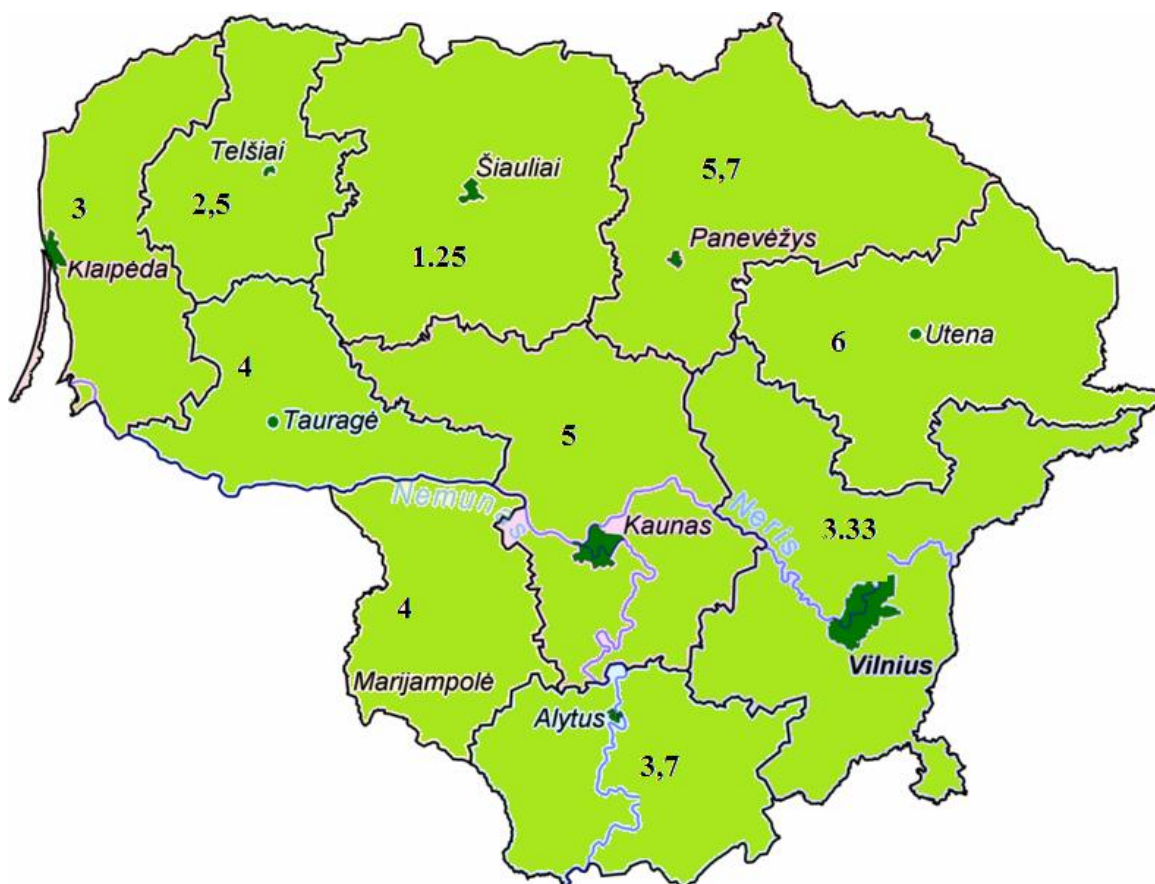 Telšiai
Šiauliai
5,7
3
2,5
Panevėžys
Klaipėda
1.25
6
Utena
4
Tauragė
5
Nemunas
Neris
Kaunas
3.33
4
Vilnius
Marijampolė
Alytus
3,7